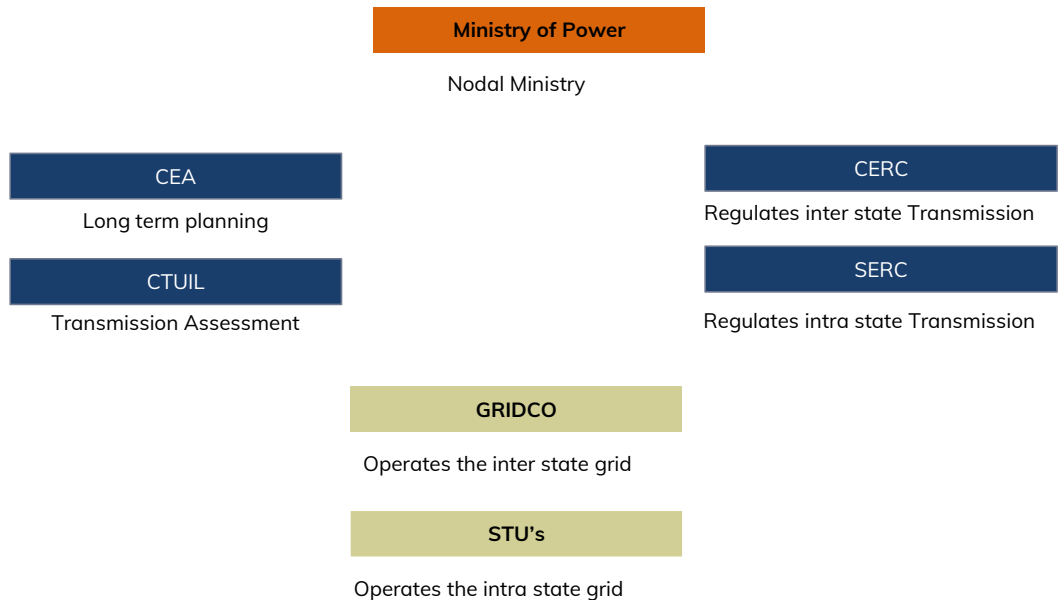 Ministry of Power
Nodal Ministry
CEA
Long term planning
CTUIL
Transmission Assessment
CERC
Regulates inter state Transmission
SERC
Regulates intra state Transmission
GRIDCO
Operates the inter state grid
STU’s
Operates the intra state grid